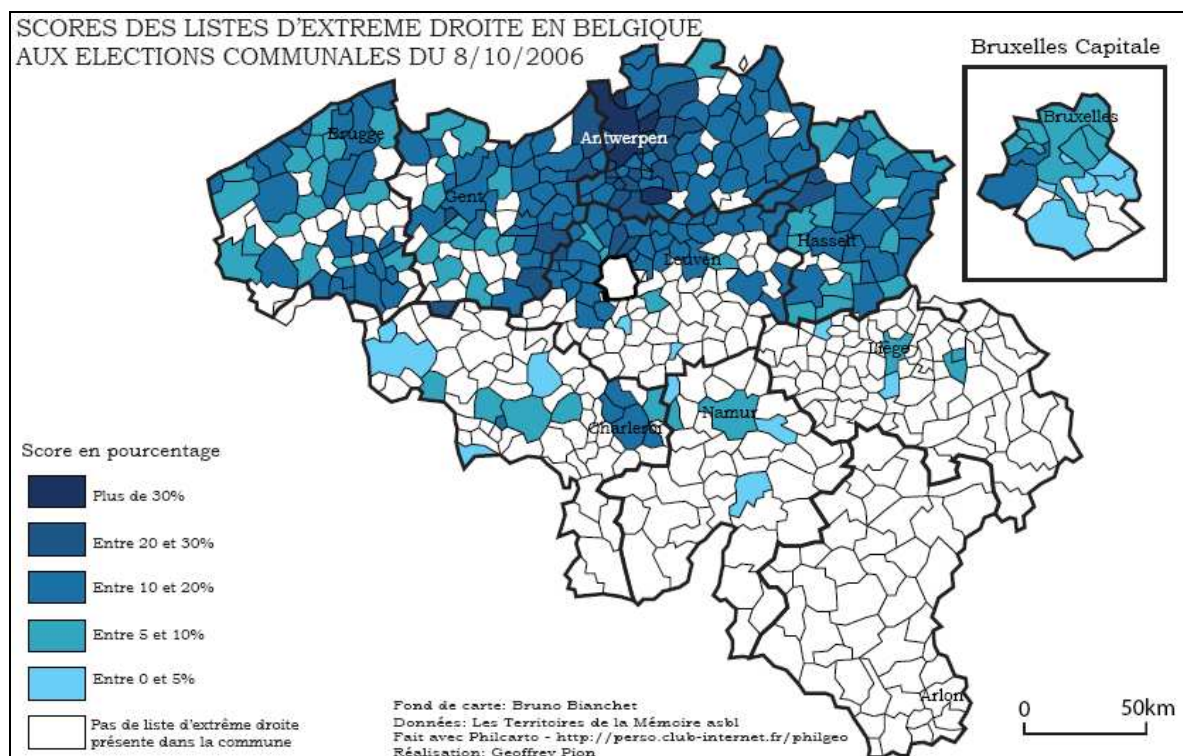 SCORES DES LISTES D'EXTREME DROITE EN BELGIQUE
AUX ELECTIONS COMMUNALES DU 8/10/2006
Bruxelles Capitale
Bruxelles
Brugge
Antwerpen
Gent
Hasselt
Leuven
Liège
Namur
Charleroi
Arlon
Score en pourcentage
Plus de 30%
Entre 20 et 30%
Entre 10 et 20%
Entre 5 et 10%
Entre 0 et 5%
Pas de liste d'extrême droite
présente dans la commune
Fond de carte: Bruno Bianchet
Données: Les Territoires de la Mémoire asbl
Fait avec Philcarto - http://perso.club-internet.fr/philgeo
Réalisation: Geoffrey Pion
0 50km